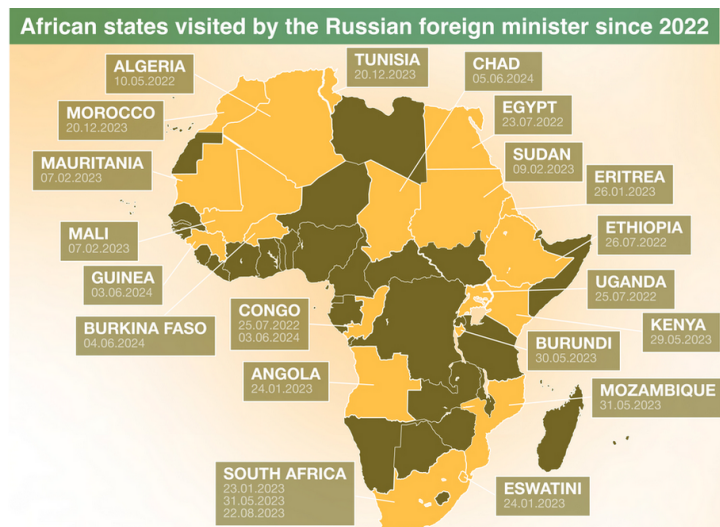 African states visited by the Russian foreign minister since 2022
ALGERIA
10.05.2022
TUNISIA
20.12.2023
CHAD
05.06.2024
MOROCCO
20.12.2023
EGYPT
23.07.2022
MAURITANIA
07.02.2023
SUDAN
09.02.2023
ERITREA
26.01.2023
MALI
07.02.2023
ETHIOPIA
26.07.2022
GUINEA
03.06.2024
UGANDA
25.07.2022
BURKINA FASO
04.06.2024
CONGO
25.07.2022
03.06.2024
KENYA
29.05.2023
BURUNDI
30.05.2023
ANGOLA
24.01.2023
MOZAMBIQUE
31.05.2023
SOUTH AFRICA
23.01.2023
31.05.2023
22.08.2023
ESWATINI
24.01.2023